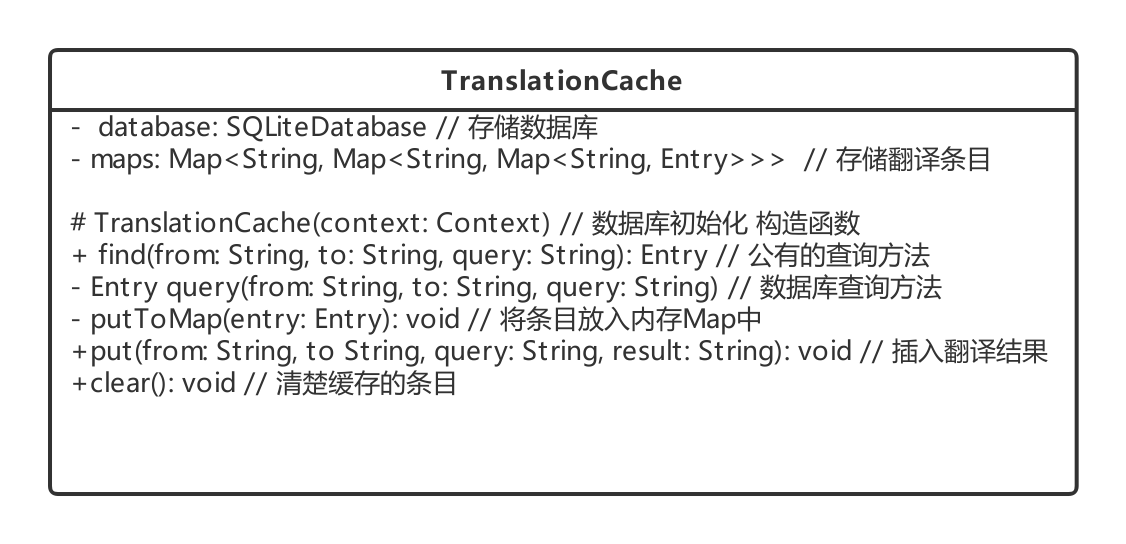 TranslationCache
-  database: SQLiteDatabase // 存储数据库
- maps: Map<String, Map<String, Map<String, Entry>>>  // 存储翻译条目
# TranslationCache(context: Context) // 数据库初始化 构造函数
+ find(from: String, to: String, query: String): Entry // 公有的查询方法
- Entry query(from: String, to: String, query: String) // 数据库查询方法
- putToMap(entry: Entry): void // 将条目放入内存Map中
+put(from: String, to String, query: String, result: String): void // 插入翻译结果
+clear(): void // 清楚缓存的条目